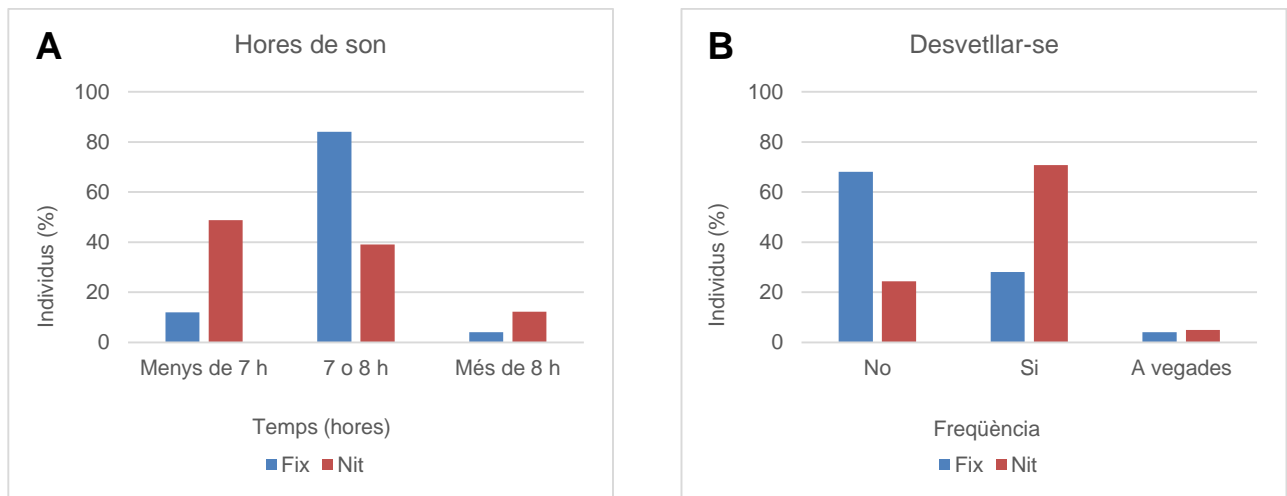 A
Hores de son
100
80
60
40
20
0
Individus (%)
Menys de 7 h
7 o 8 h
Més de 8 h
Temps (hores)
Fix Nit
B
Desvetllar-se
100
80
60
40
20
0
Individus (%)
No
Si
A vegades
Freqüència
Fix Nit